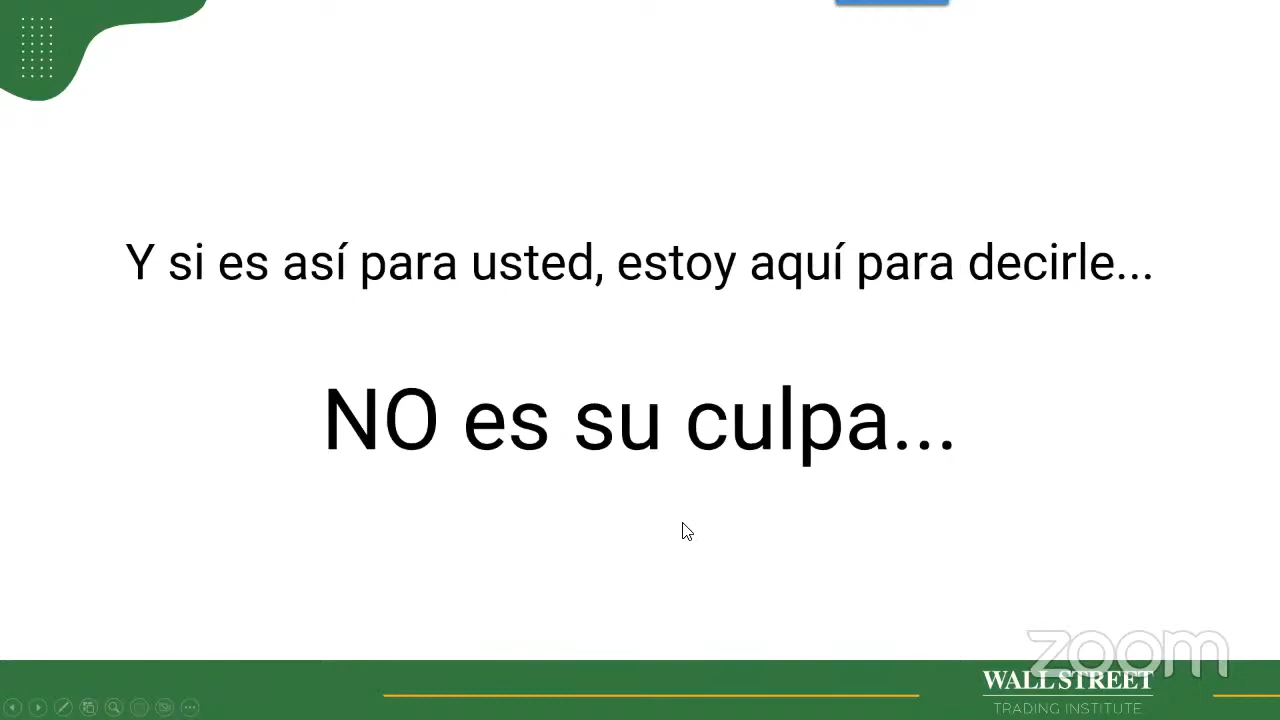 Y si es así para usted, estoy aquí para decirle...
NO es su culpa...
zoom
WALL STREET
TRADING INSTITUTE